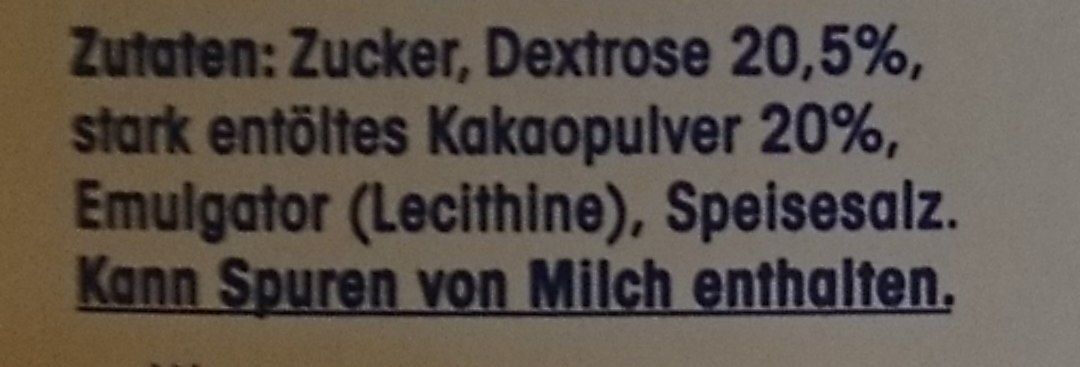 Zutaten: Zucker, Dextrose 20,5%,
stark entöltes Kakaopulver 20%,
Emulgator (Lecithine), Speisesalz.
Kann Spuren von Milch enthalten.